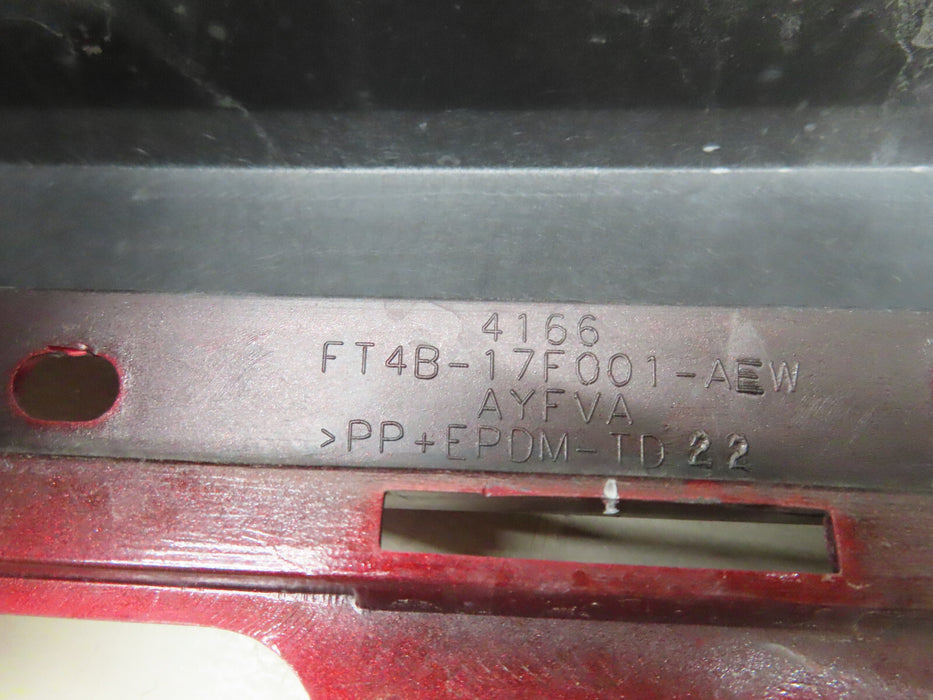 4166
FT4B-17F001-AEW
AYFVA
>PP+EPDM-TD 22